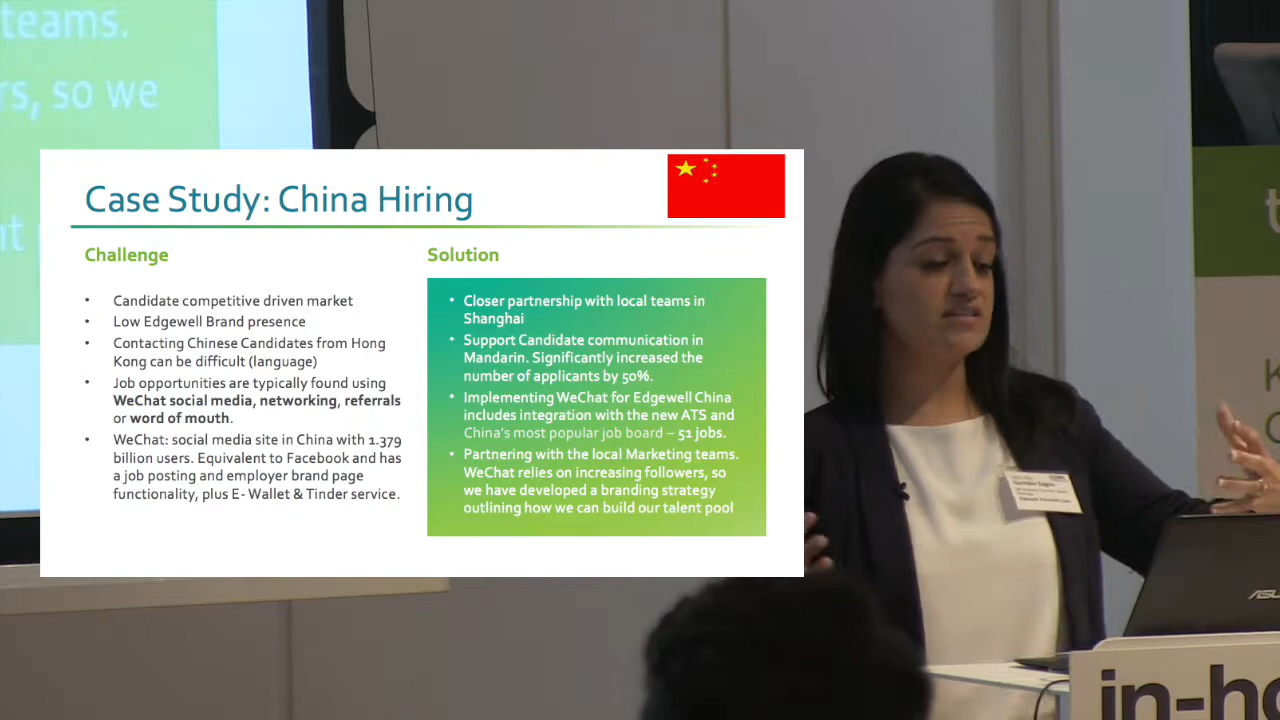 teams.
rs, so we
nt
Case Study: China Hiring
Challenge
• Candidate competitive driven market
• Low Edgewell Brand presence
• Contacting Chinese Candidates from Hong
Kong can be difficult (language)
• Job opportunities are typically found using
WeChat social media, networking, referrals
or word of mouth.
• WeChat: social media site in China with 1.379
billion users. Equivalent to Facebook and has
a job posting and employer brand page
functionality, plus E- Wallet & Tinder service.
Solution
• Closer partnership with local teams in
Shanghai
• Support Candidate communication in
Mandarin. Significantly increased the
number of applicants by 50%.
• Implementing WeChat for Edgewell China
includes integration with the new ATS and
China's most popular job board – 51 jobs.
• Partnering with the local Marketing teams.
WeChat relies on increasing followers, so
we have developed a branding strategy
outlining how we can build our talent pool
t
K
ASU
in-ho